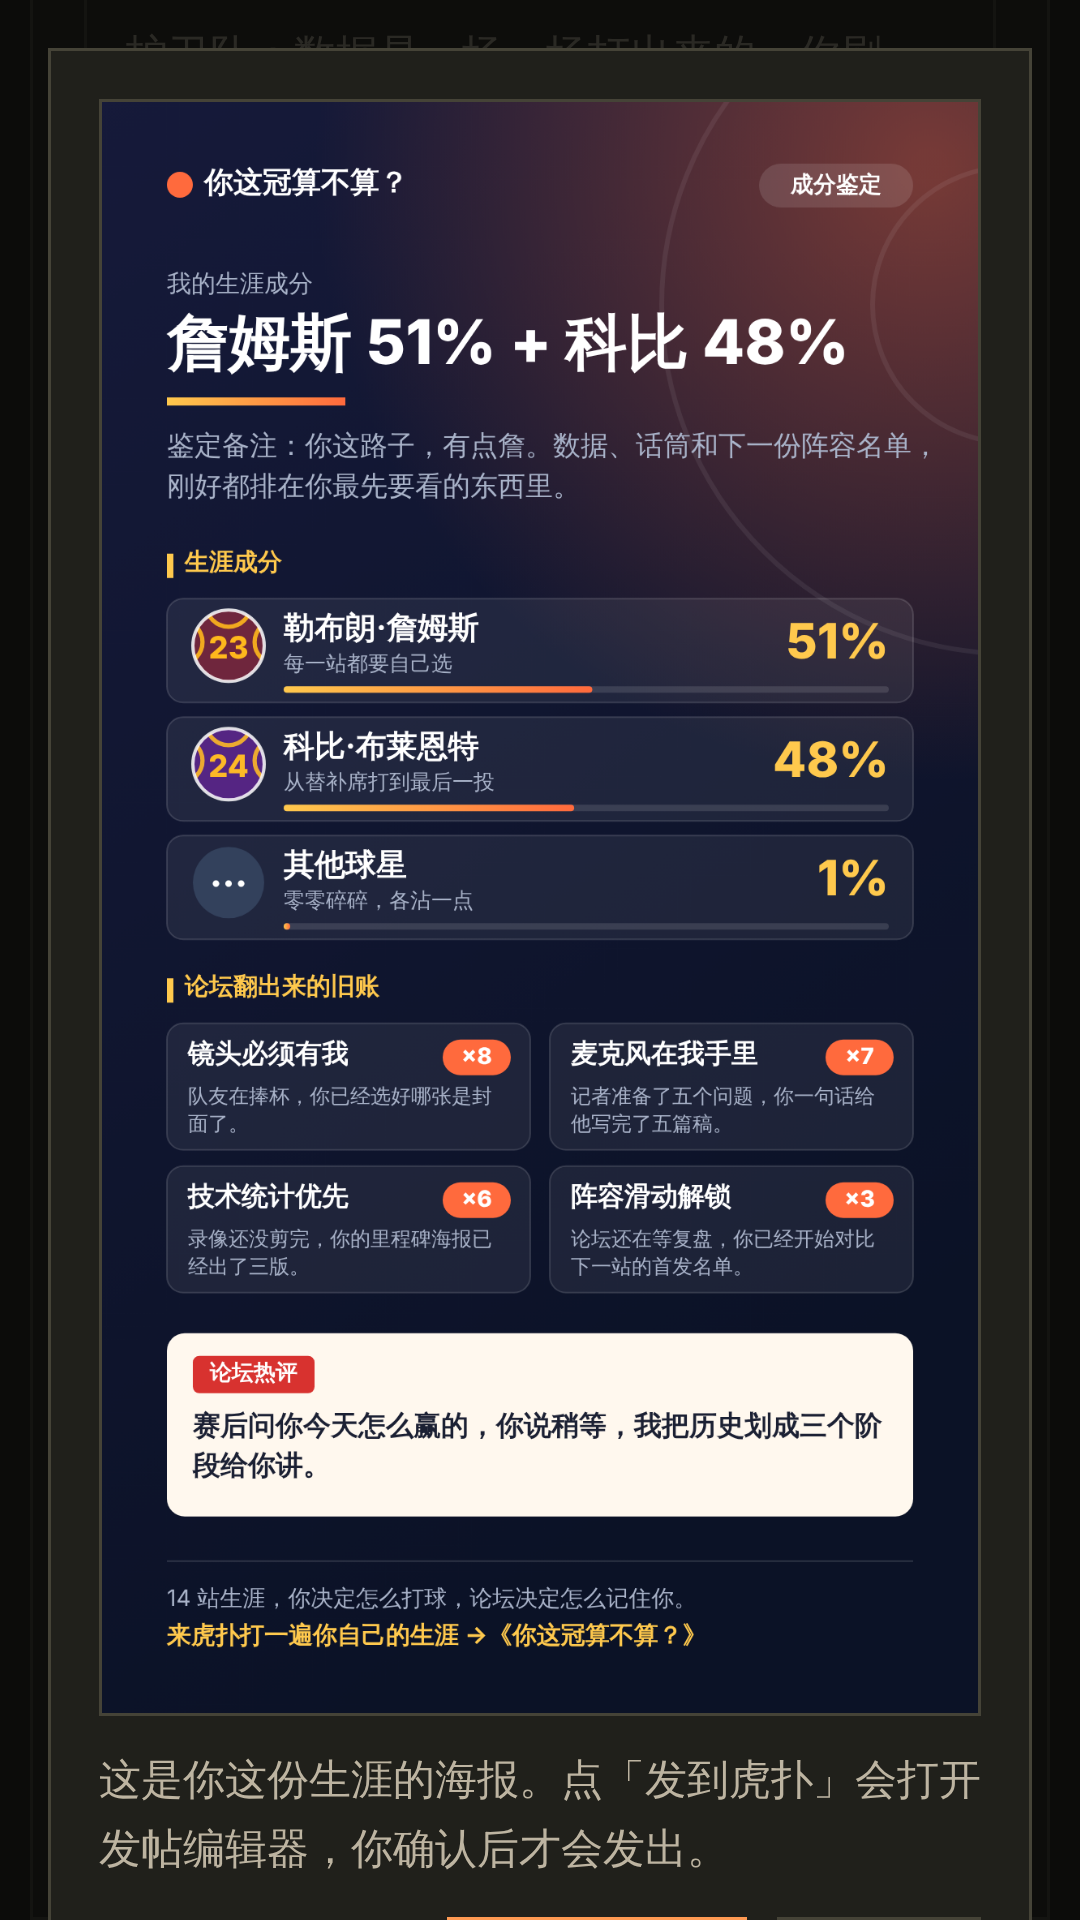 你这冠算不算？
成分鉴定
我的生涯成分
詹姆斯 51% + 科比 48%
鉴定备注：你这路子，有点詹。数据、话筒和下一份阵容名单，
刚好都排在你最先要看的东西里。
生涯成分
23
勒布朗·詹姆斯
51%
每一站都要自己选
24
科比·布莱恩特
48%
从替补席打到最后一投
其他球星
1%
零零碎碎，各沾一点
论坛翻出来的旧账
镜头必须有我
×8
队友在捧杯，你已经选好哪张是封
面了。
麦克风在我手里
×7
记者准备了五个问题，你一句话给
他写完了五篇稿。
技术统计优先
×6
录像还没剪完，你的里程碑海报已
经出了三版。
阵容滑动解锁
×3
论坛还在等复盘，你已经开始对比
下一站的首发名单。
论坛热评
赛后问你今天怎么赢的，你说稍等，我把历史划成三个阶
段给你讲。
14 站生涯，你决定怎么打球，论坛决定怎么记住你。
来虎扑打一遍你自己的生涯 →《你这冠算不算？》
这是你这份生涯的海报。点「发到虎扑」会打开
发帖编辑器，你确认后才会发出。